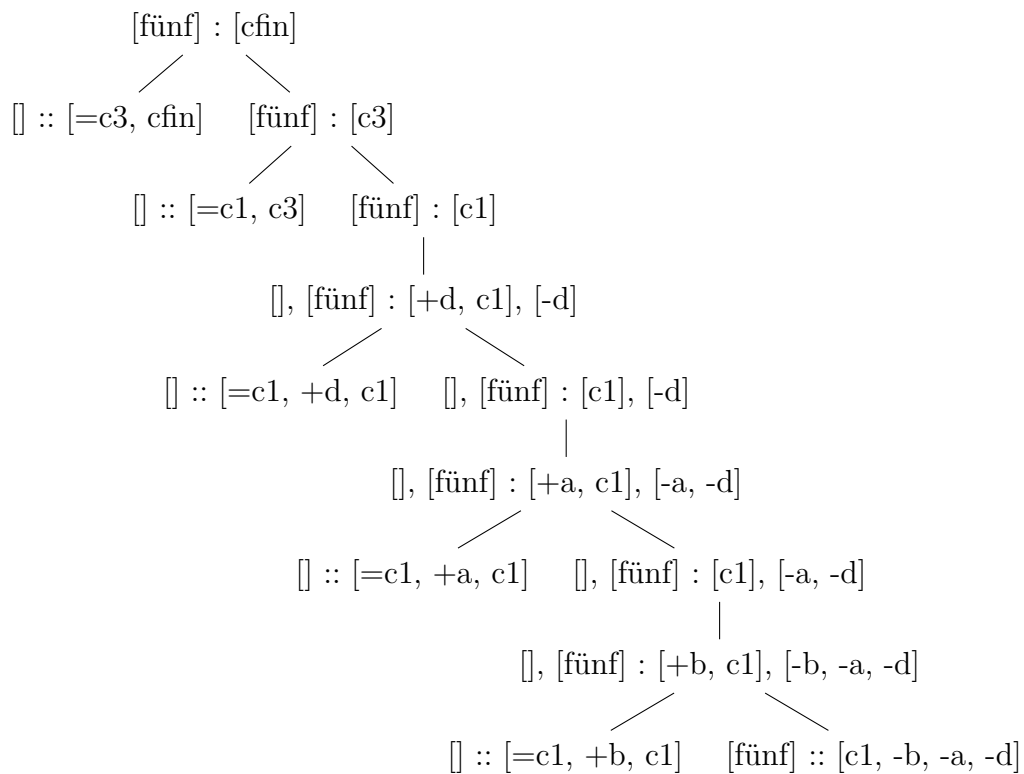 [fünf] : [cfin]
[] :: [=c3, cfin] [fünf] : [c3]
[] :: [=c1, c3] [fünf] : [c1]
[], [fünf] : [+d, c1], [-d]
[] :: [=c1, +d, c1] [], [fünf] : [c1], [-d]
[], [fünf] : [+a, c1], [-a, -d]
[] :: [=c1, +a, c1] [], [fünf] : [c1], [-a, -d]
[], [fünf] : [+b, c1], [-b, -a, -d]
[] :: [=c1, +b, c1] [fünf] :: [c1, -b, -a, -d]